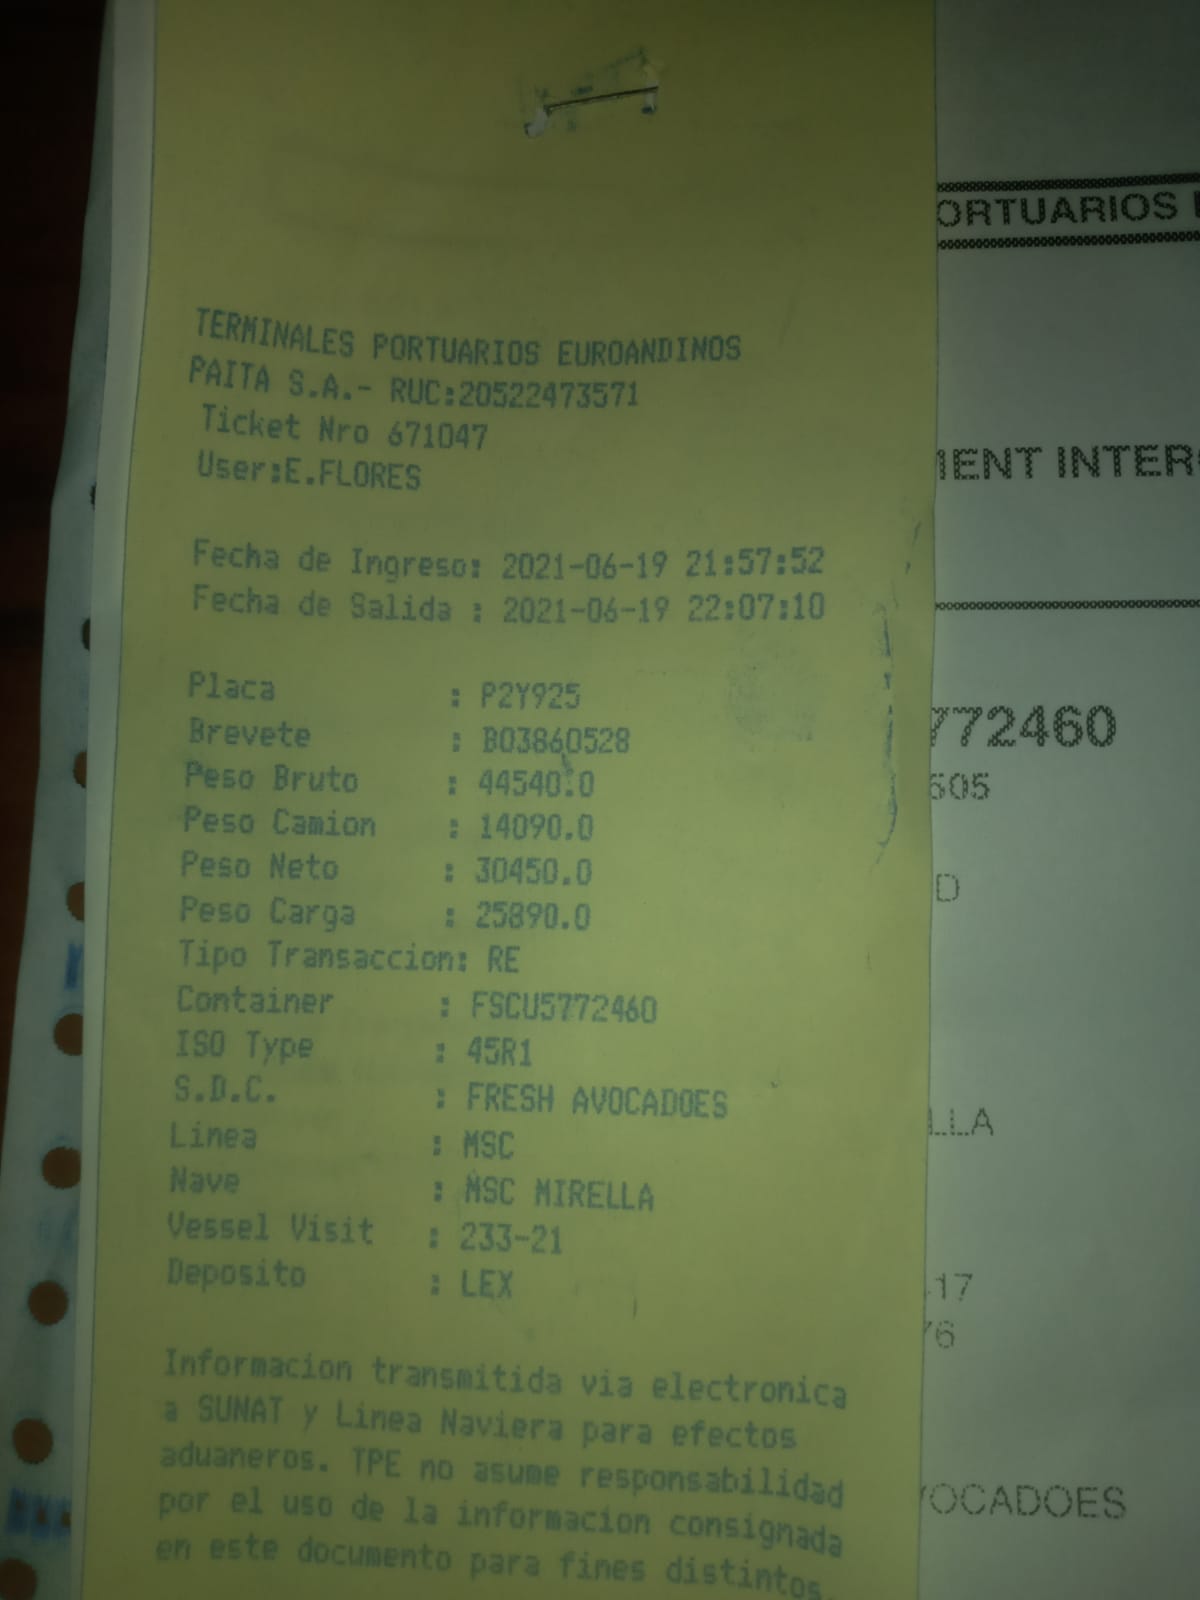 TERMINALES PORTUARIOS EUROANDINOS
PAITA S.A.- RUC:20522473571
Ticket Nro 671047
User:E.FLORES
Fecha de Ingreso: 2021-06-19 21:57:52
Fecha de Salida : 2021-06-19 22:07:10
Placa : P2Y925
Brevete : B03860528
Peso Bruto : 44540.0
Peso Camion : 14090.0
Peso Neto : 30450.0
Peso Carga : 25890.0
Tipo Transaccion: RE
Container : FSCU5772460
ISO Type : 45R1
S.D.C. : FRESH AVOCADOES
Linea : MSC
Nave : MSC MIRELLA
Vessel Visit : 233-21
Deposito : LEX
Informacion transmitida via electronica
a SUNAT y Linea Naviera para efectos
aduaneros. TPE no asume responsabilidad
por el uso de la informacion consignada
en este documento para fines distintos.
ORTUARIOS
MENT INTER
772460
605
D
LLA
17
76
VOCADOES